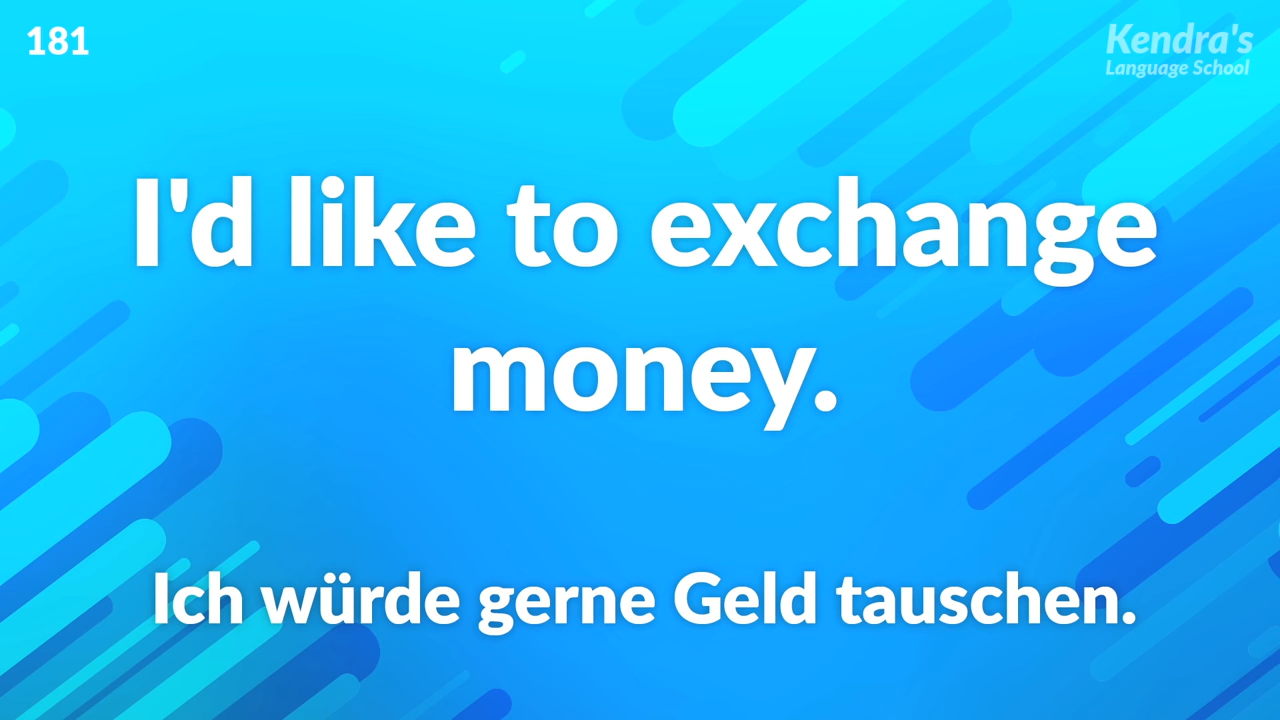 181
Kendra's
Language School
I'd like to exchange
money.
Ich würde gerne Geld tauschen.